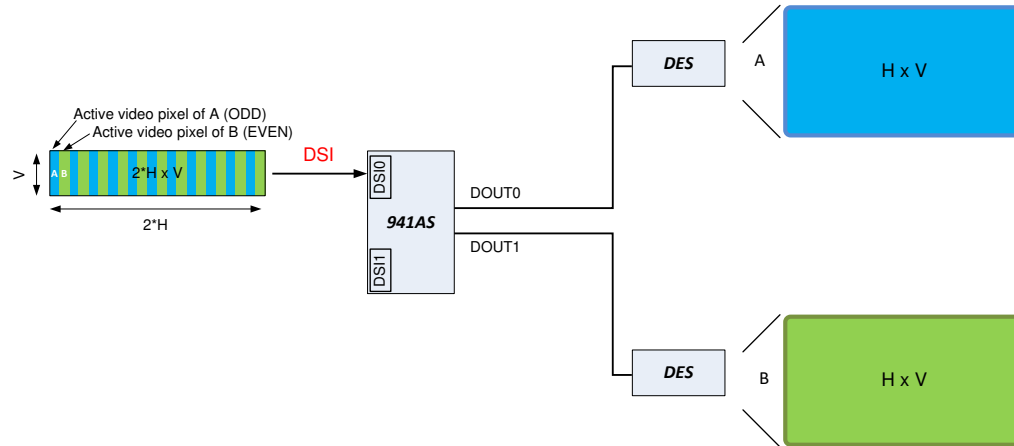 Active video pixel of A (ODD)
Active video pixel of B (EVEN)
V
A B
2*H x V
2*H
DSI
DSI0
941AS
DSI1
DOUT0
DOUT1
DES
A
H x V
DES
B
H x V